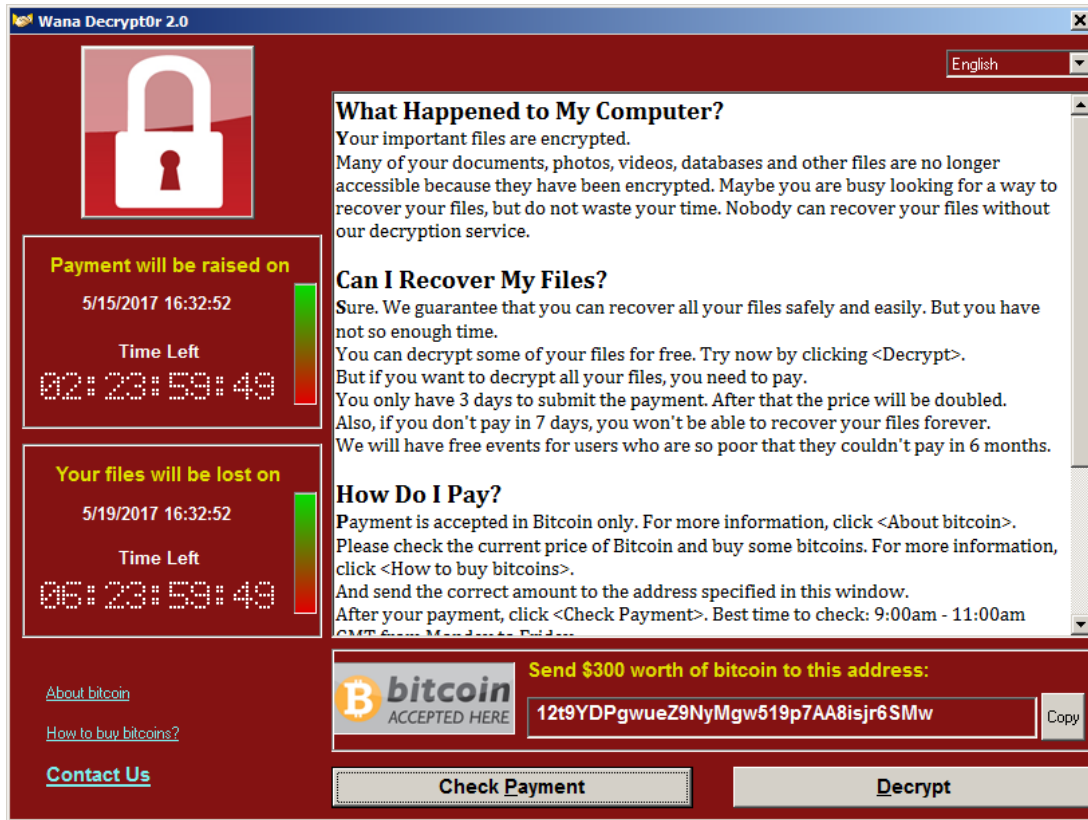 Wana Decrypt0r 2.0
English
What Happened to My Computer?
Your important files are encrypted.
Many of your documents, photos, videos, databases and other files are no longer
accessible because they have been encrypted. Maybe you are busy looking for a way to
recover your files, but do not waste your time. Nobody can recover your files without
our decryption service.
Can I Recover My Files?
Sure. We guarantee that you can recover all your files safely and easily. But you have
not so enough time.
You can decrypt some of your files for free. Try now by clicking <Decrypt>.
But if you want to decrypt all your files, you need to pay.
You only have 3 days to submit the payment. After that the price will be doubled.
Also, if you don't pay in 7 days, you won't be able to recover your files forever.
We will have free events for users who are so poor that they couldn't pay in 6 months.
How Do I Pay?
Payment is accepted in Bitcoin only. For more information, click <About bitcoin>.
Please check the current price of Bitcoin and buy some bitcoins. For more information,
click <How to buy bitcoins>.
And send the correct amount to the address specified in this window.
After your payment, click <Check Payment>. Best time to check: 9:00am - 11:00am
GMT from Monday to Friday
Payment will be raised on
5/15/2017 16:32:52
Time Left
02:23:59:49
Your files will be lost on
5/19/2017 16:32:52
Time Left
06:23:59:49
About bitcoin
How to buy bitcoins?
Contact Us
bitcoin
ACCEPTED HERE
Send $300 worth of bitcoin to this address:
12t9YDPgwueZ9NyMgw519p7AA8isjr6SMw
Copy
Check Payment
Decrypt